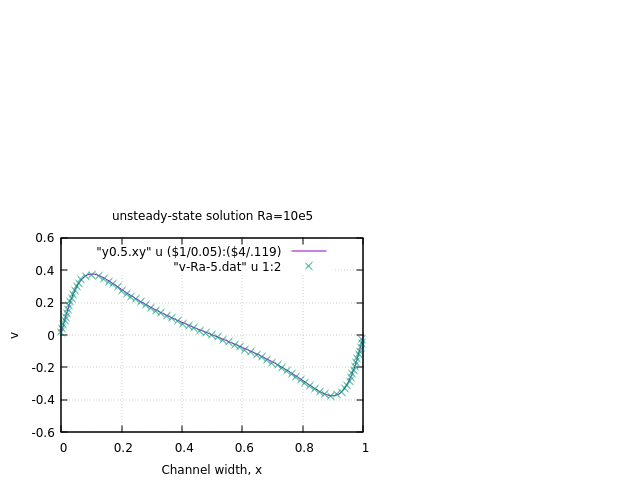 unsteady-state solution Ra=10e5
"y0.5.xy" u ($1/0.05):($4/.119)
"v-Ra-5.dat" u 1:2
0.6
0.4
0.2
0
-0.2
-0.4
-0.6
v
0 0.2 0.4 0.6 0.8 1
Channel width, x